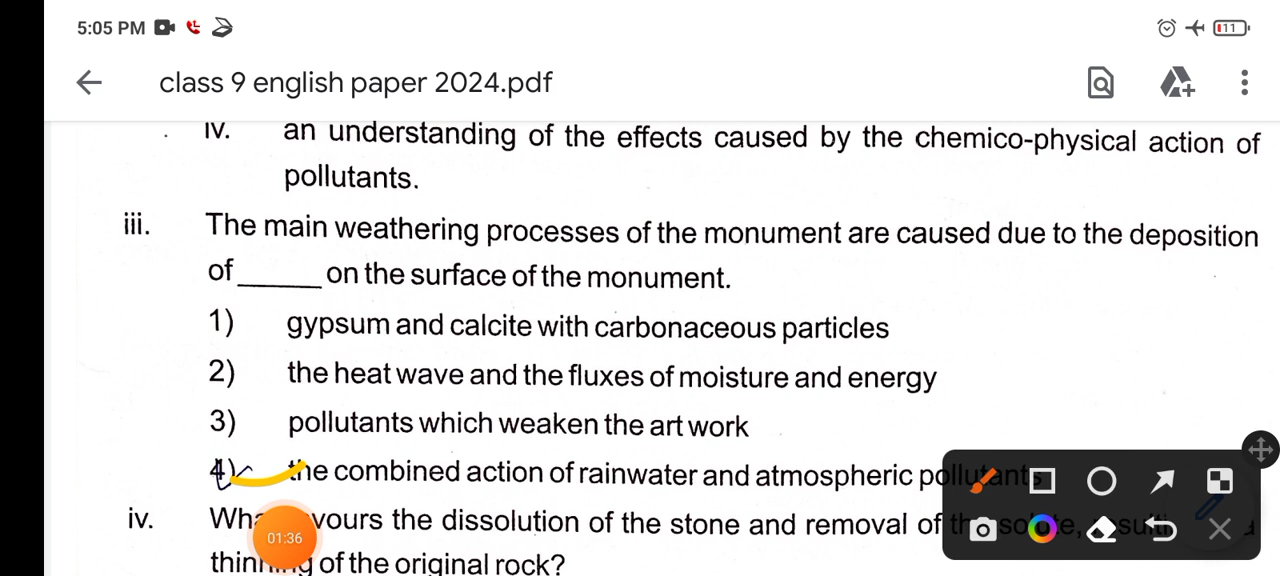 5:05 PM
11
class 9 english paper 2024.pdf
iv. an understanding of the effects caused by the chemico-physical action of
pollutants.
iii. The main weathering processes of the monument are caused due to the deposition
of ______ on the surface of the monument.
1) gypsum and calcite with carbonaceous particles
2) the heat wave and the fluxes of moisture and energy
3) pollutants which weaken the art work
4) the combined action of rainwater and atmospheric pollutants
iv. vours the dissolution of the stone and removal of
01:36
of the original rock?